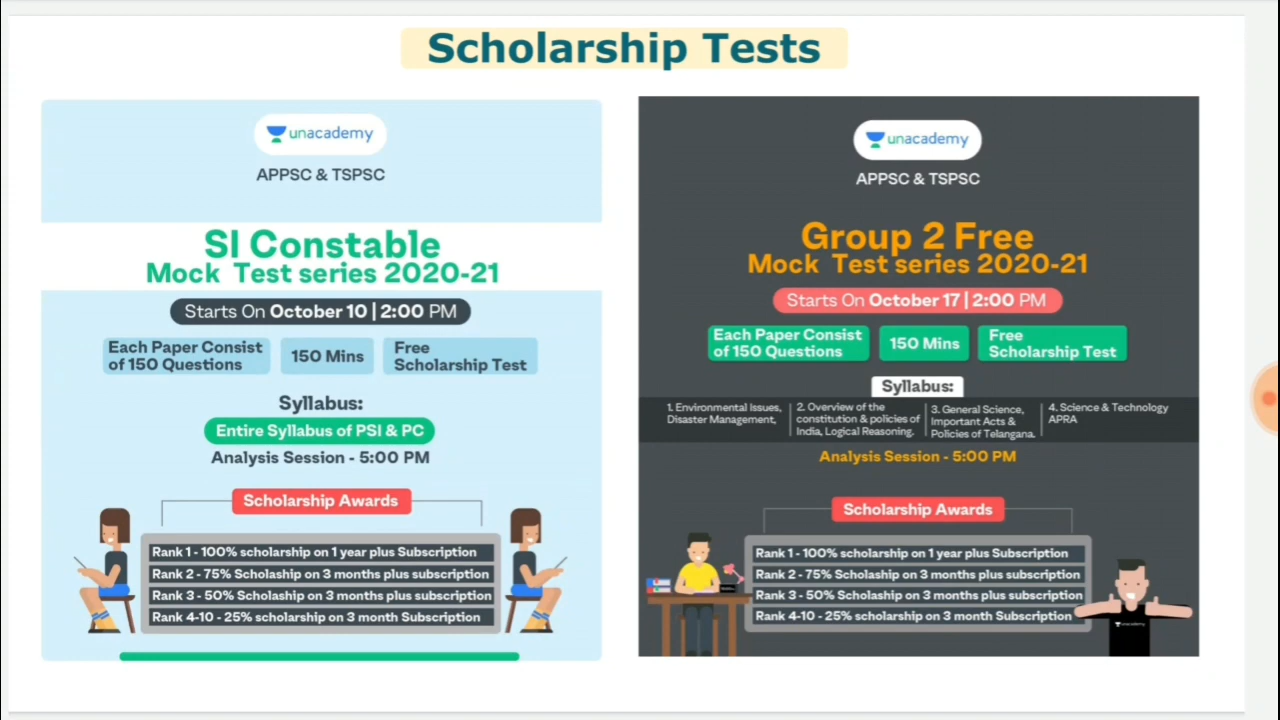 Scholarship Tests
unacademy
APPSC & TSPSC
SI Constable
Mock Test series 2020-21
Starts On October 10 | 2:00 PM
Each Paper Consist
of 150 Questions
150 Mins
Free
Scholarship Test
Syllabus:
Entire Syllabus of PSI & PC
Analysis Session - 5:00 PM
Scholarship Awards
Rank 1 - 100% scholarship on 1 year plus Subscription
Rank 2 - 75% Scholaship on 3 months plus subscription
Rank 3 - 50% Scholaship on 3 months plus subscription
Rank 4-10 - 25% scholarship on 3 month Subscription
unacademy
APPSC & TSPSC
Group 2 Free
Mock Test series 2020-21
Starts On October 17 | 2:00 PM
Each Paper Consist
of 150 Questions
150 Mins
Free
Scholarship Test
Syllabus:
1. Environmental Issues,
Disaster Management,
2. Overview of the
constitution & policies of
India, Logical Reasoning.
3. General Science,
Important Acts &
Policies of Telangana,
4. Science & Technology
APRA
Analysis Session - 5:00 PM
Scholarship Awards
Rank 1 - 100% scholarship on 1 year plus Subscription
Rank 2 - 75% Scholaship on 3 months plus subscription
Rank 3 - 50% Scholaship on 3 months plus subscription
Rank 4-10 - 25% scholarship on 3 month Subscription
unacademy